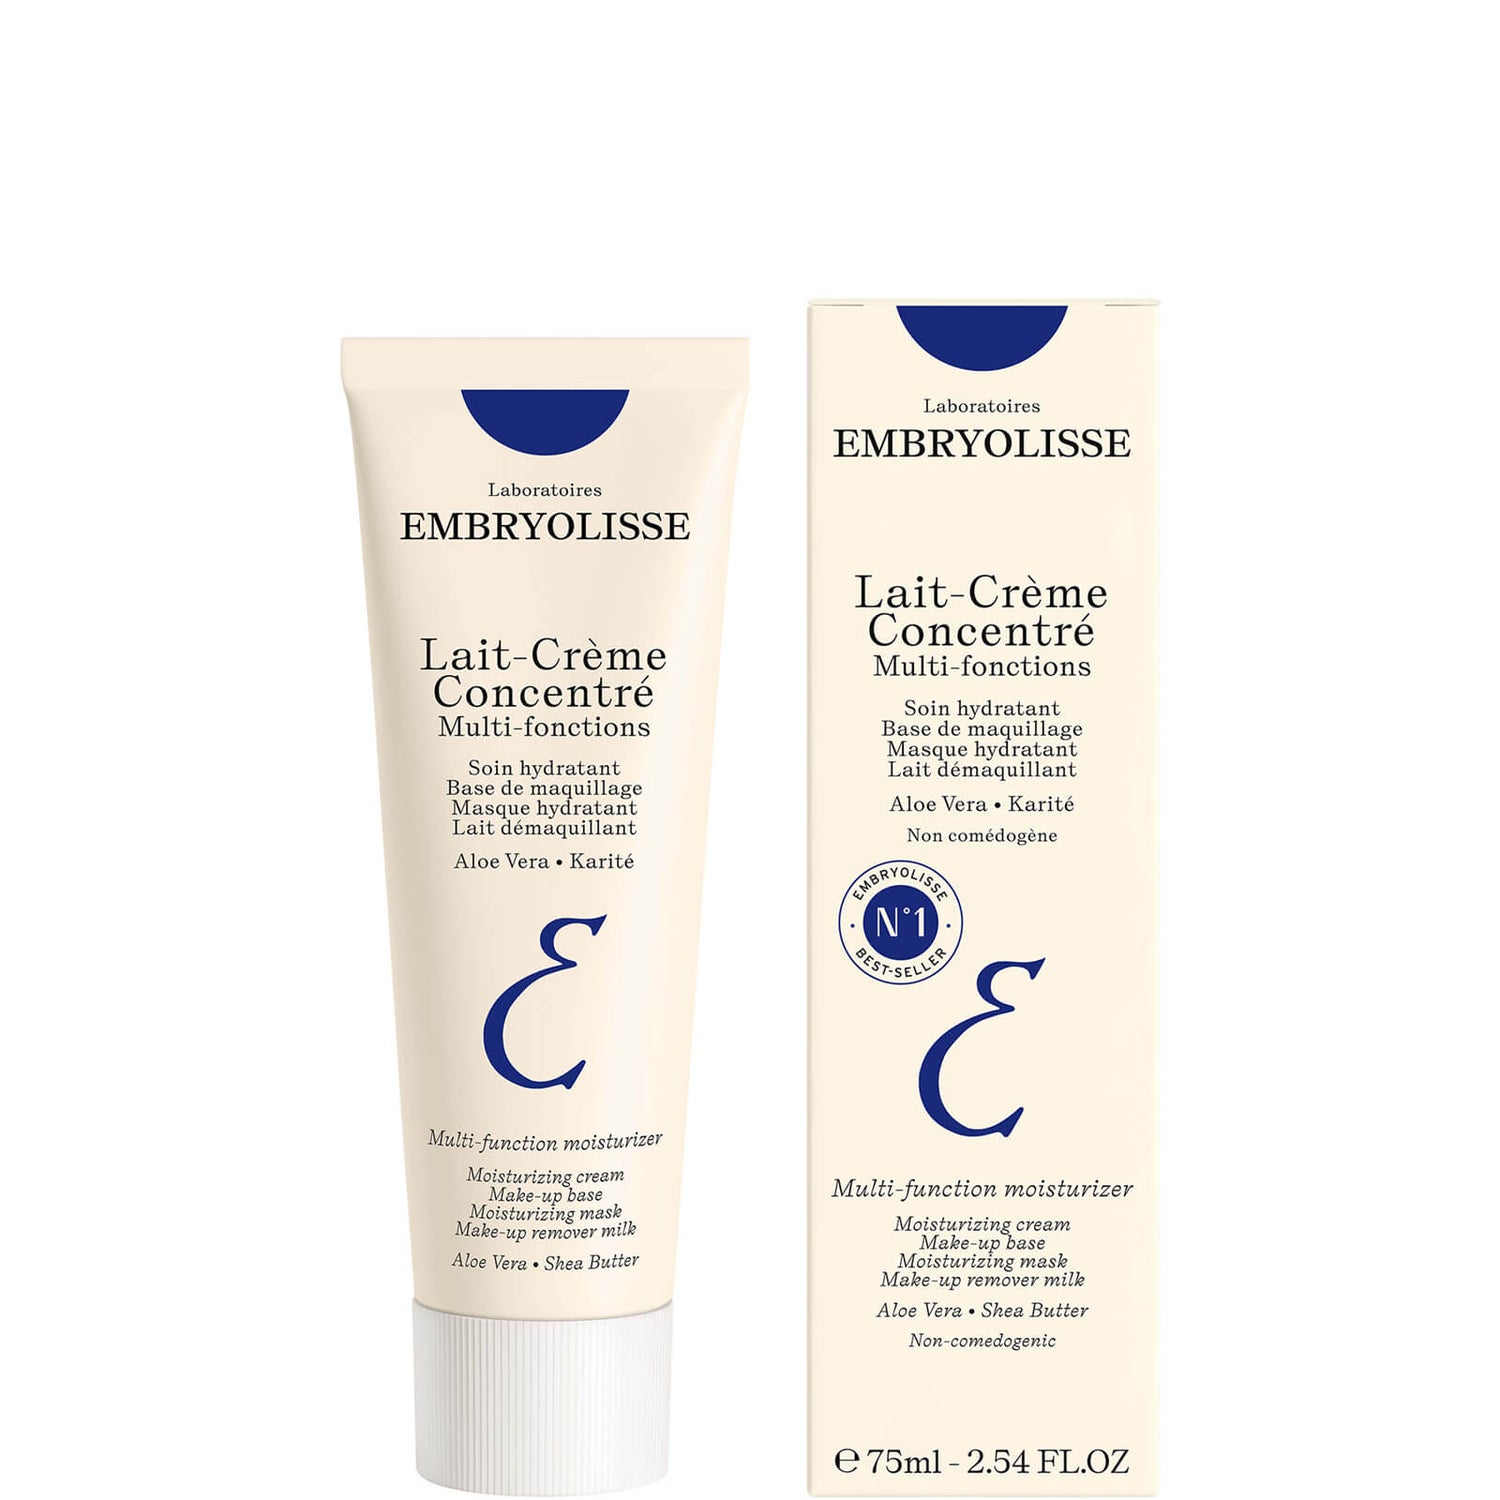 Laboratoires
EMBRYOLISSE
Lait-Crème
Concentré
Multi-fonctions
Soin hydratant
Base de maquillage
Masque hydratant
Lait démaquillant
Aloe Vera • Karité
E
Multi-function moisturizer
Moisturizing cream
Make-up base
Moisturizing mask
Make-up remover milk
Aloe Vera • Shea Butter
Laboratoires
EMBRYOLISSE
Lait-Crème
Concentré
Multi-fonctions
Soin hydratant
Base de maquillage
Masque hydratant
Lait démaquillant
Aloe Vera • Karité
Non comédogène
EMBRYOLISSE
N°1
BEST-SELLER
E
Multi-function moisturizer
Moisturizing cream
Make-up base
Moisturizing mask
Make-up remover milk
Aloe Vera • Shea Butter
Non-comedogenic
℮ 75ml - 2.54 FL.OZ